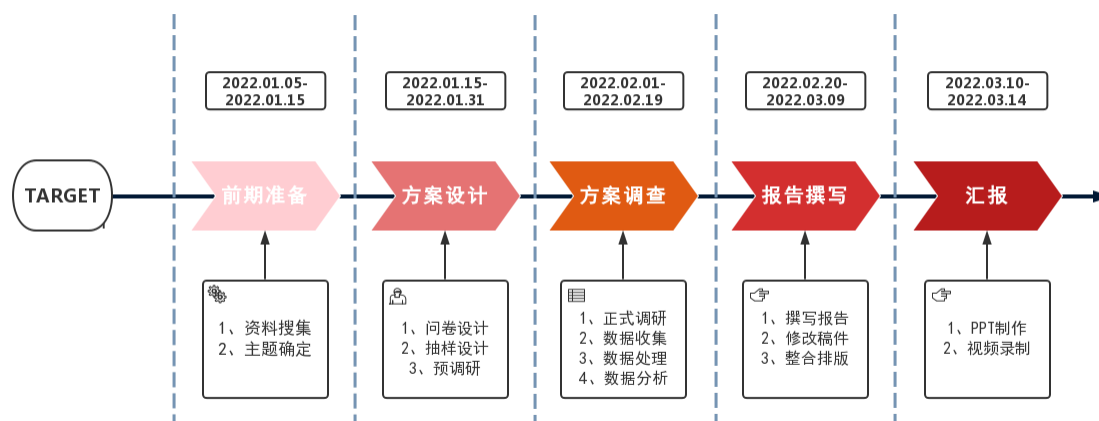 2022.01.05-
2022.01.15
2022.01.15-
2022.01.31
2022.02.01-
2022.02.19
2022.02.20-
2022.03.09
2022.03.10-
2022.03.14
TARGET
前期准备
方案设计
方案调查
报告撰写
汇报
1、资料搜集
2、主题确定
1、问卷设计
2、抽样设计
3、预调研
1、正式调研
2、数据收集
3、数据处理
4、数据分析
1、撰写报告
2、修改稿件
3、整合排版
1、PPT制作
2、视频录制